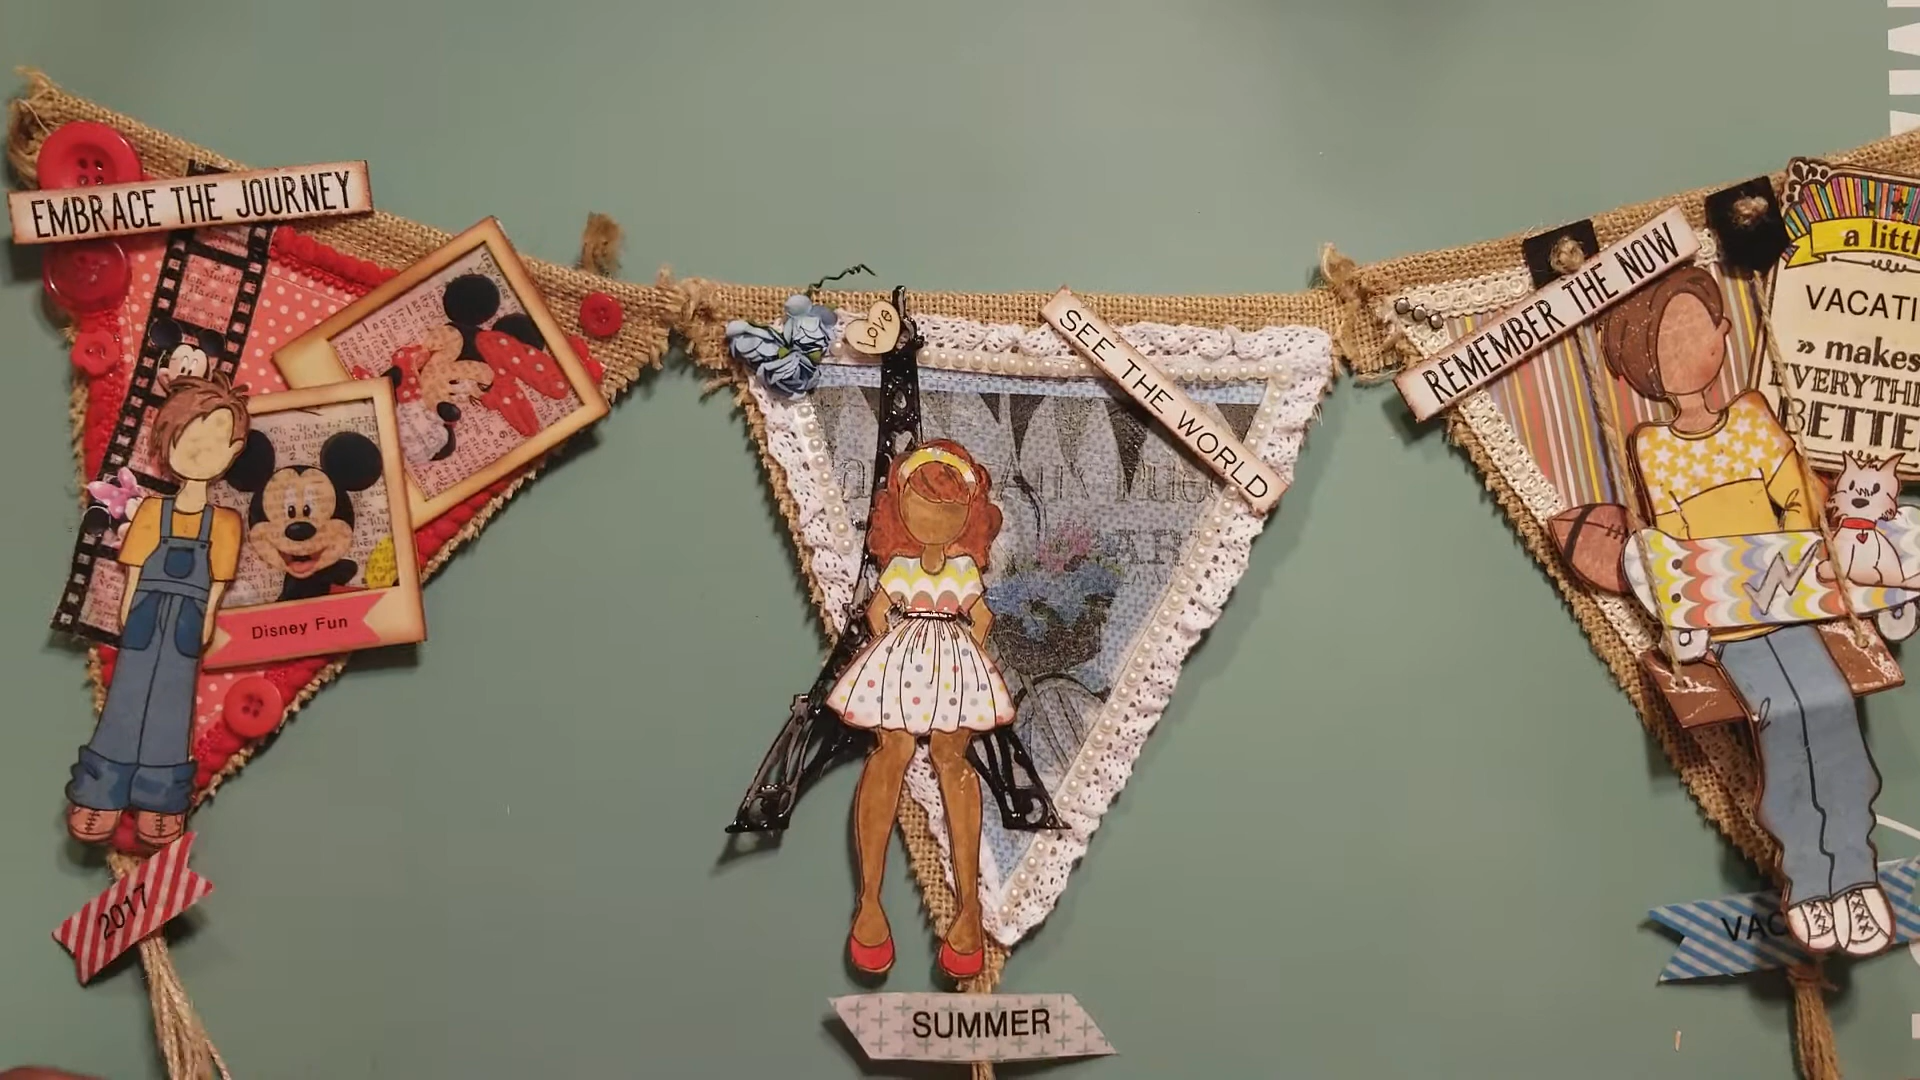 EMBRACE THE JOURNEY
Disney Fun
2017
Love
SEE THE WORLD
SUMMER
REMEMBER THE NOW
a littl
VACATI
» makes
EVERYTHI
BETTE
VAC